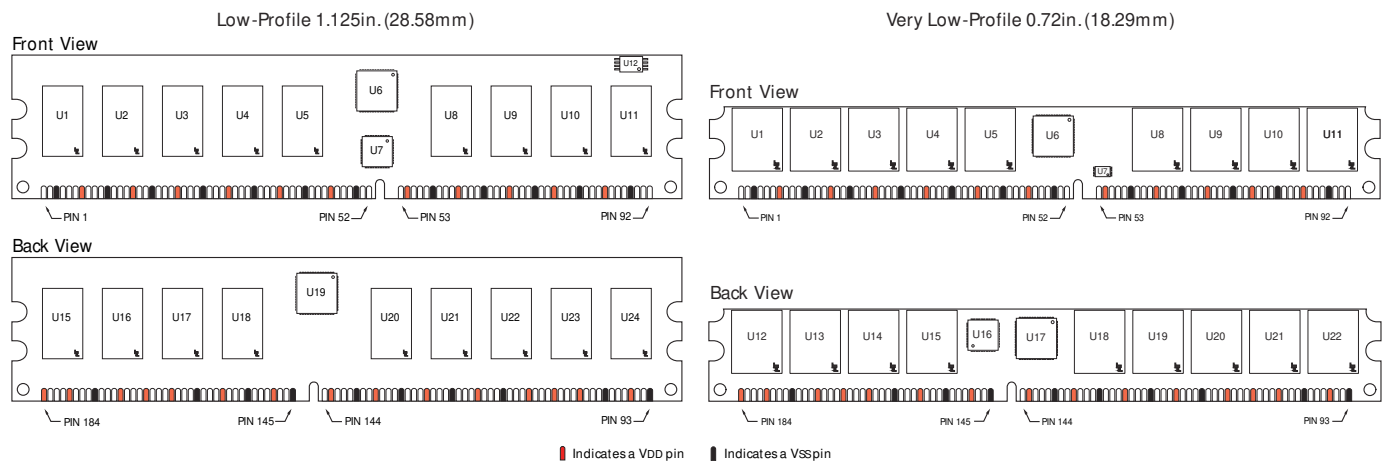 Low-Profile 1.125in. (28.58mm)
Very Low-Profile 0.72in. (18.29mm)
Front View
U1 U2 U3 U4 U5 U6 U7 U8 U9 U10 U11 U12
PIN 1 PIN 52 PIN 53 PIN 92
Back View
U15 U16 U17 U18 U19 U20 U21 U22 U23 U24
PIN 184 PIN 145 PIN 144 PIN 93
Front View
U1 U2 U3 U4 U5 U6 U7 U8 U9 U10 U11
PIN 1 PIN 52 PIN 53 PIN 92
Back View
U12 U13 U14 U15 U16 U17 U18 U19 U20 U21 U22
PIN 184 PIN 145 PIN 144 PIN 93
Indicates a VDD pin Indicates a VSS pin